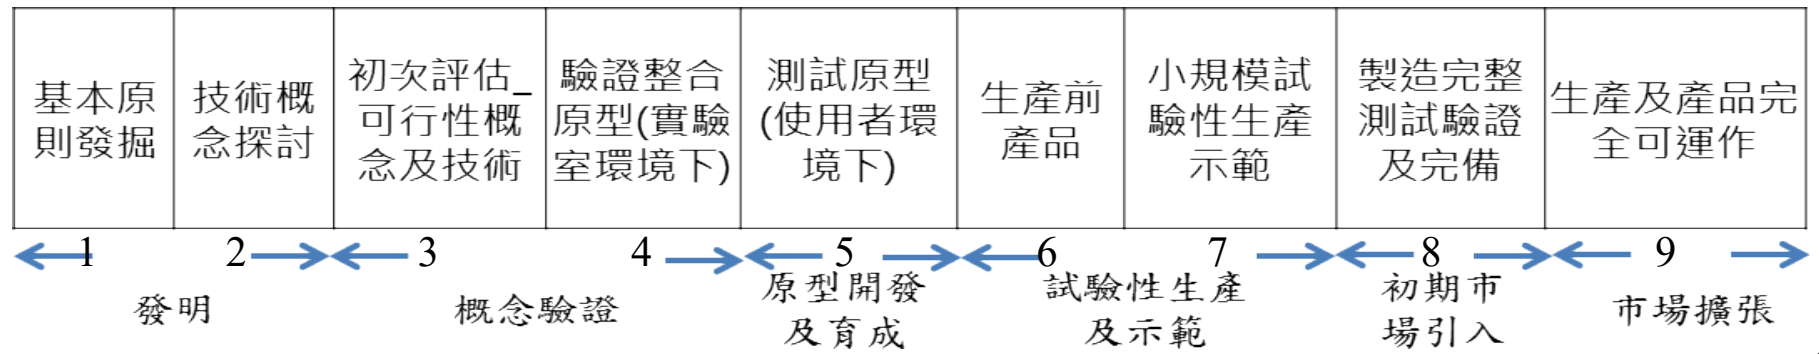 基本原
則發掘
技術概
念探討
初次評估_
可行性概
念及技術
驗證整合
原型(實驗
室環境下)
測試原型
(使用者環
境下)
生產前
產品
小規模試
驗性生產
示範
製造完整
測試驗證
及完備
生產及產品完
全可運作
1
2
3
4
5
6
7
8
9
發明
概念驗證
原型開發
及育成
試驗性生產
及示範
初期市
場引入
市場擴張